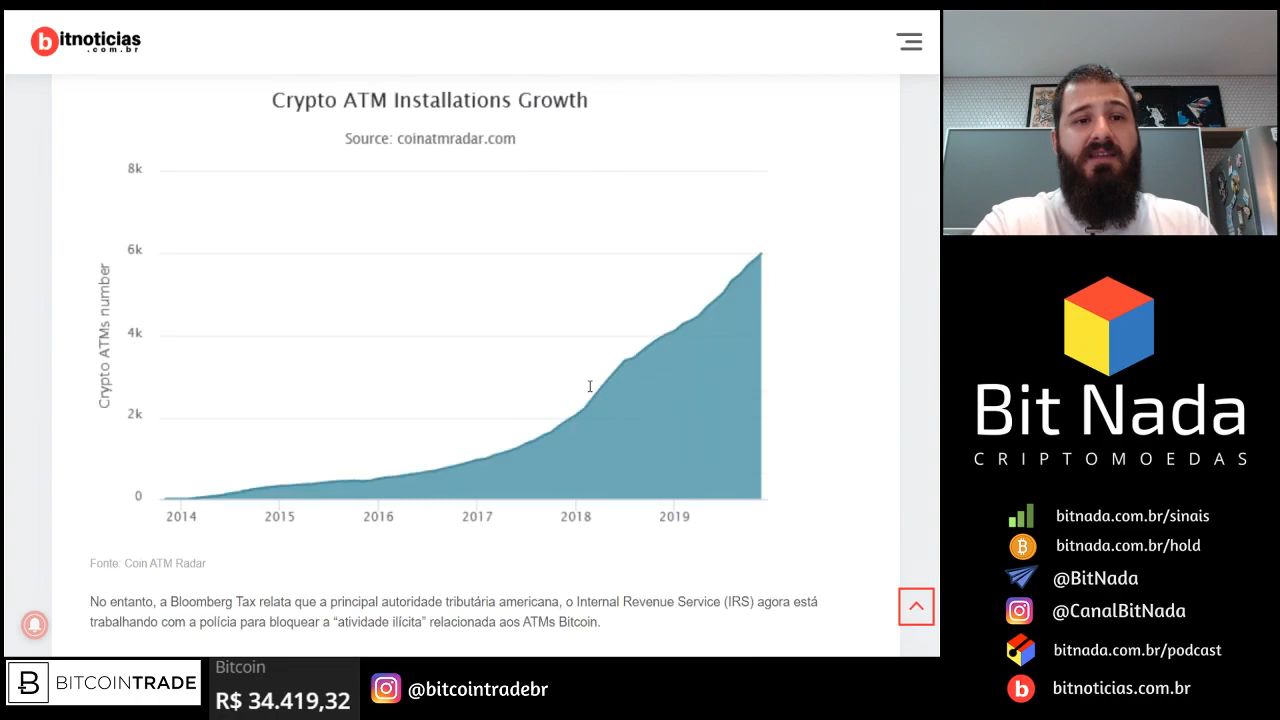 bitnoticias
.com.br
Crypto ATM Installations Growth
Source: coinatmradar.com
8k
6k
4k
2k
0
Crypto ATMs number
2014 2015 2016 2017 2018 2019
Fonte: Coin ATM Radar
No entanto, a Bloomberg Tax relata que a principal autoridade tributária americana, o Internal Revenue Service (IRS) agora está
trabalhando com a polícia para bloquear a “atividade ilícita” relacionada aos ATMs Bitcoin.
BITCOINTRADE
Bitcoin
R$ 34.419,32
@bitcointradebr
Bit Nada
CRIPTOMOEDAS
bitnada.com.br/sinais
bitnada.com.br/hold
@BitNada
@CanalBitNada
bitnada.com.br/podcast
b
bitnoticias.com.br